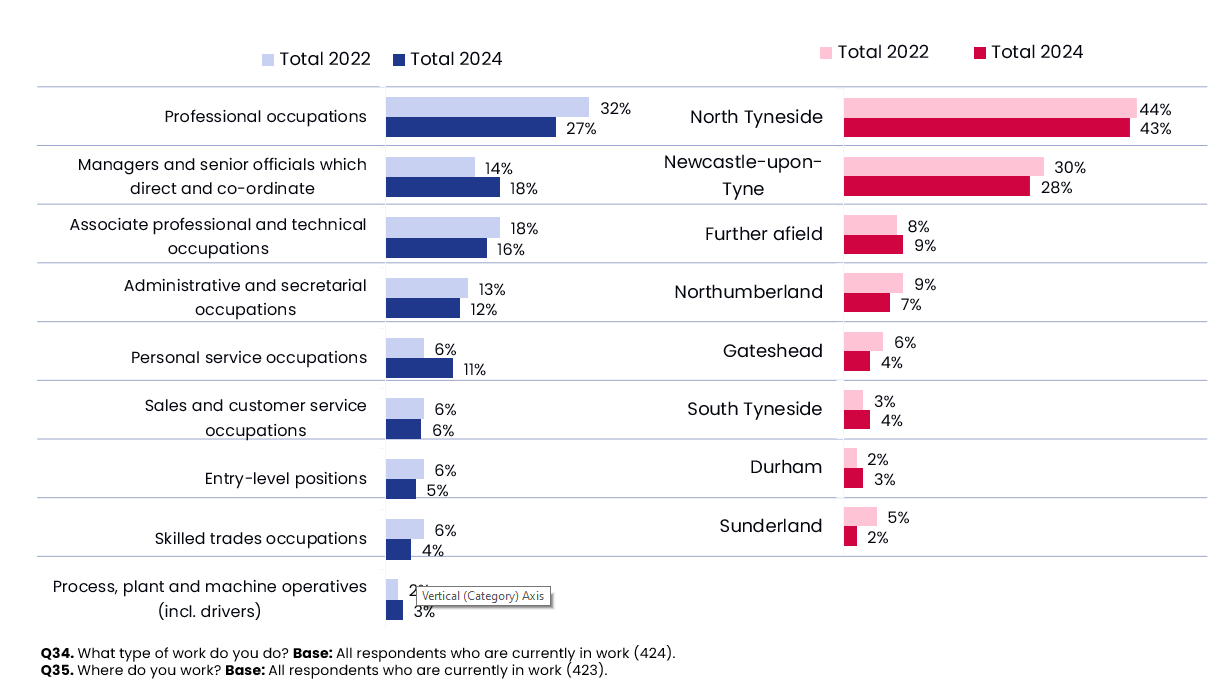 Total 2022
Total 2024
Professional occupations
32%
27%
Managers and senior officials which
direct and co-ordinate
14%
18%
Associate professional and technical
occupations
18%
16%
Administrative and secretarial
occupations
13%
12%
Personal service occupations
6%
11%
Sales and customer service
occupations
6%
6%
Entry-level positions
6%
5%
Skilled trades occupations
6%
4%
Process, plant and machine operatives
(incl. drivers)
3%
Vertical (Category) Axis
Total 2022
Total 2024
North Tyneside
44%
43%
Newcastle-upon-
Tyne
30%
28%
Further afield
8%
9%
Northumberland
9%
7%
Gateshead
6%
4%
South Tyneside
3%
4%
Durham
2%
3%
Sunderland
5%
2%
Q34. What type of work do you do? Base: All respondents who are currently in work (424).
Q35. Where do you work? Base: All respondents who are currently in work (423).